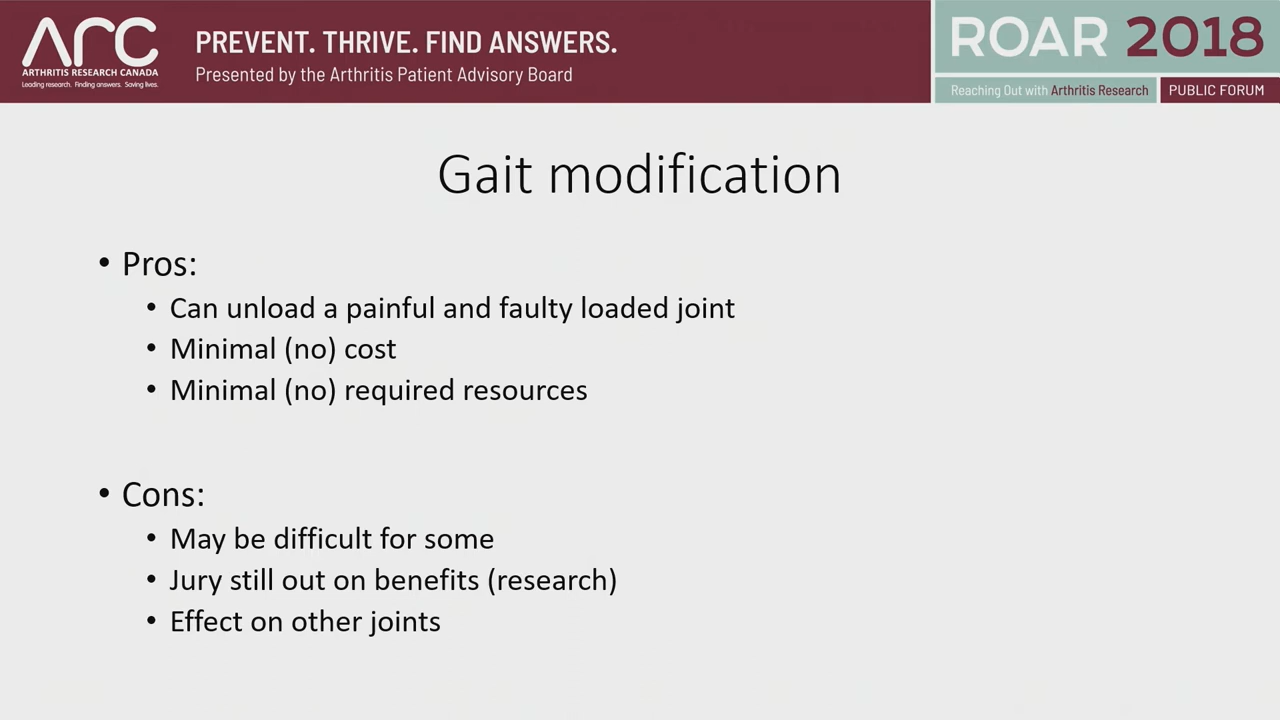 ARC
ARTHRITIS RESEARCH CANADA
Leading research. Finding answers. Saving lives.
PREVENT. THRIVE. FIND ANSWERS.
Presented by the Arthritis Patient Advisory Board
ROAR 2018
Reaching Out with Arthritis Research
PUBLIC FORUM
Gait modification
• Pros:
• Can unload a painful and faulty loaded joint
• Minimal (no) cost
• Minimal (no) required resources
• Cons:
• May be difficult for some
• Jury still out on benefits (research)
• Effect on other joints